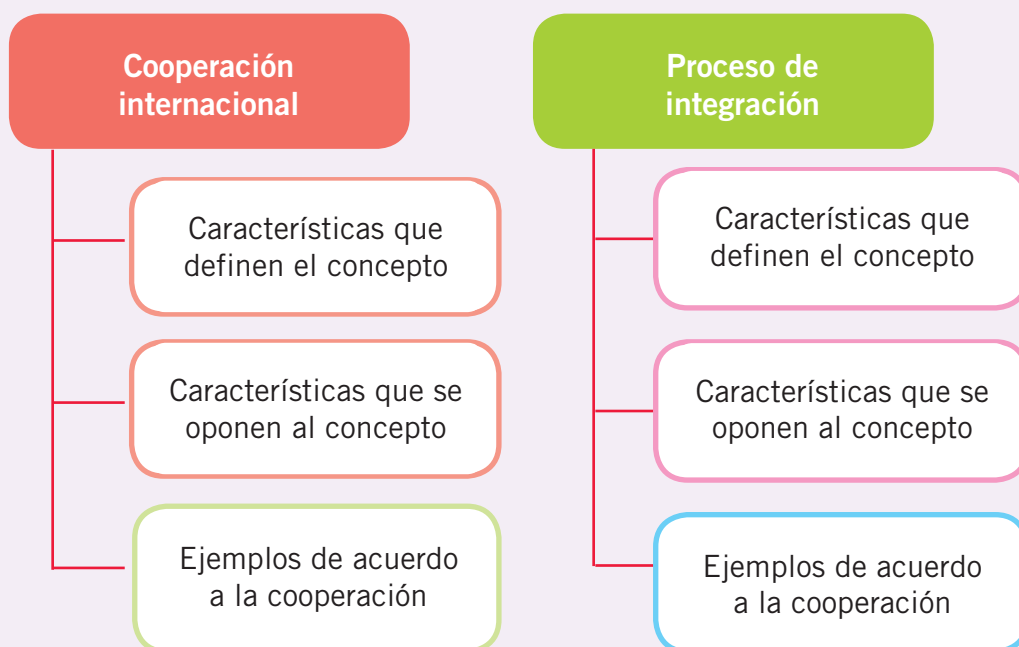 Cooperación
internacional
Características que
definen el concepto
Características que se
oponen al concepto
Ejemplos de acuerdo
a la cooperación
Proceso de
integración
Características que
definen el concepto
Características que se
oponen al concepto
Ejemplos de acuerdo
a la cooperación